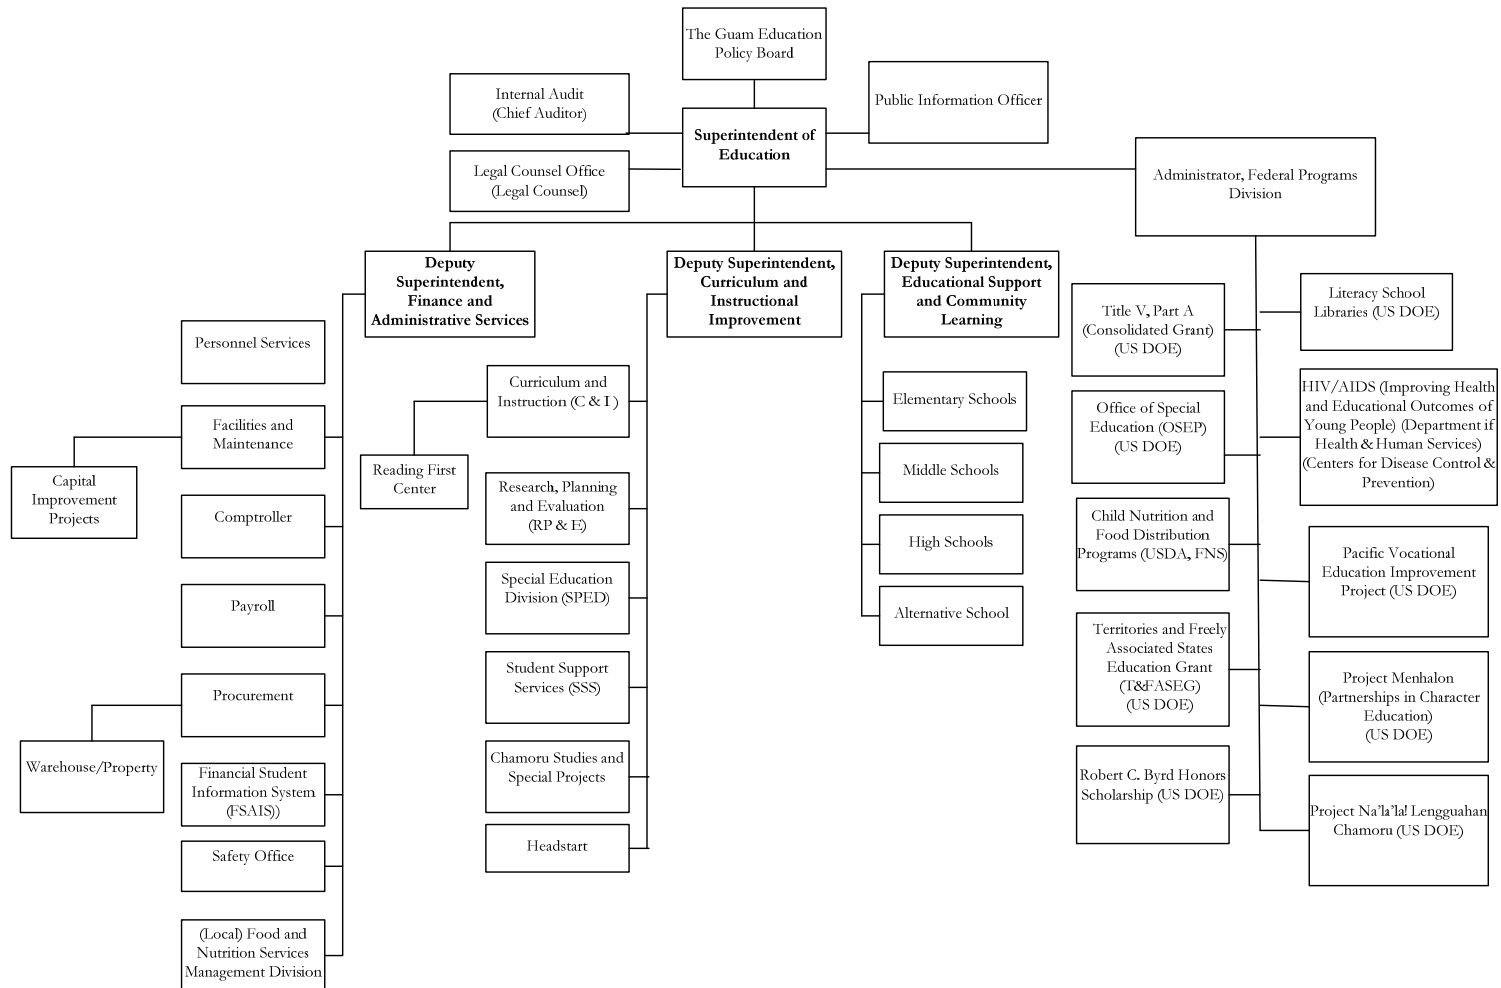 The Guam Education
Policy Board
Internal Audit
(Chief Auditor)
Public Information Officer
Superintendent of
Education
Legal Counsel Office
(Legal Counsel)
Administrator, Federal Programs
Division
Deputy
Superintendent,
Finance and
Administrative Services
Deputy Superintendent,
Curriculum and
Instructional
Improvement
Deputy Superintendent,
Educational Support
and Community
Learning
Personnel Services
Facilities and
Maintenance
Capital
Improvement
Projects
Comptroller
Payroll
Procurement
Warehouse/Property
Financial Student
Information System
(FSAIS))
Safety Office
(Local) Food and
Nutrition Services
Management Division
Curriculum and
Instruction (C & I )
Reading First
Center
Research, Planning
and Evaluation
(RP & E)
Special Education
Division (SPED)
Student Support
Services (SSS)
Chamoru Studies and
Special Projects
Headstart
Elementary Schools
Middle Schools
High Schools
Alternative School
Title V, Part A
(Consolidated Grant)
(US DOE)
Office of Special
Education (OSEP)
(US DOE)
Child Nutrition and
Food Distribution
Programs (USDA, FNS)
Territories and Freely
Associated States
Education Grant
(T&FASEG)
(US DOE)
Robert C. Byrd Honors
Scholarship (US DOE)
Literacy School
Libraries (US DOE)
HIV/AIDS (Improving Health
and Educational Outcomes of
Young People) (Department if
Health & Human Services)
(Centers for Disease Control &
Prevention)
Pacific Vocational
Education Improvement
Project (US DOE)
Project Menhalon
(Partnerships in Character
Education)
(US DOE)
Project Na'la'la! Lengguahan
Chamoru (US DOE)